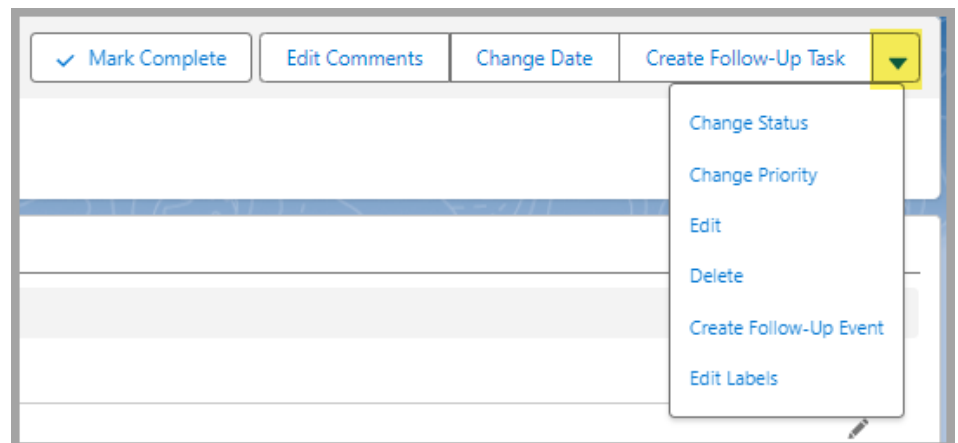 Mark Complete
Edit Comments
Change Date
Create Follow-Up Task
Change Status
Change Priority
Edit
Delete
Create Follow-Up Event
Edit Labels